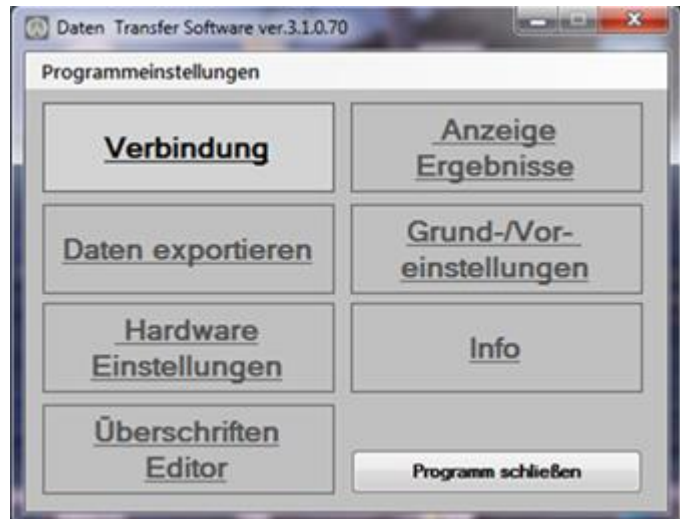 Daten Transfer Software ver.3.1.0.70
Programmeinstellungen
Verbindung
Anzeige
Ergebnisse
Daten exportieren
Grund-/Vor-
einstellungen
Hardware
Einstellungen
Info
Überschriften
Editor
Programm schließen